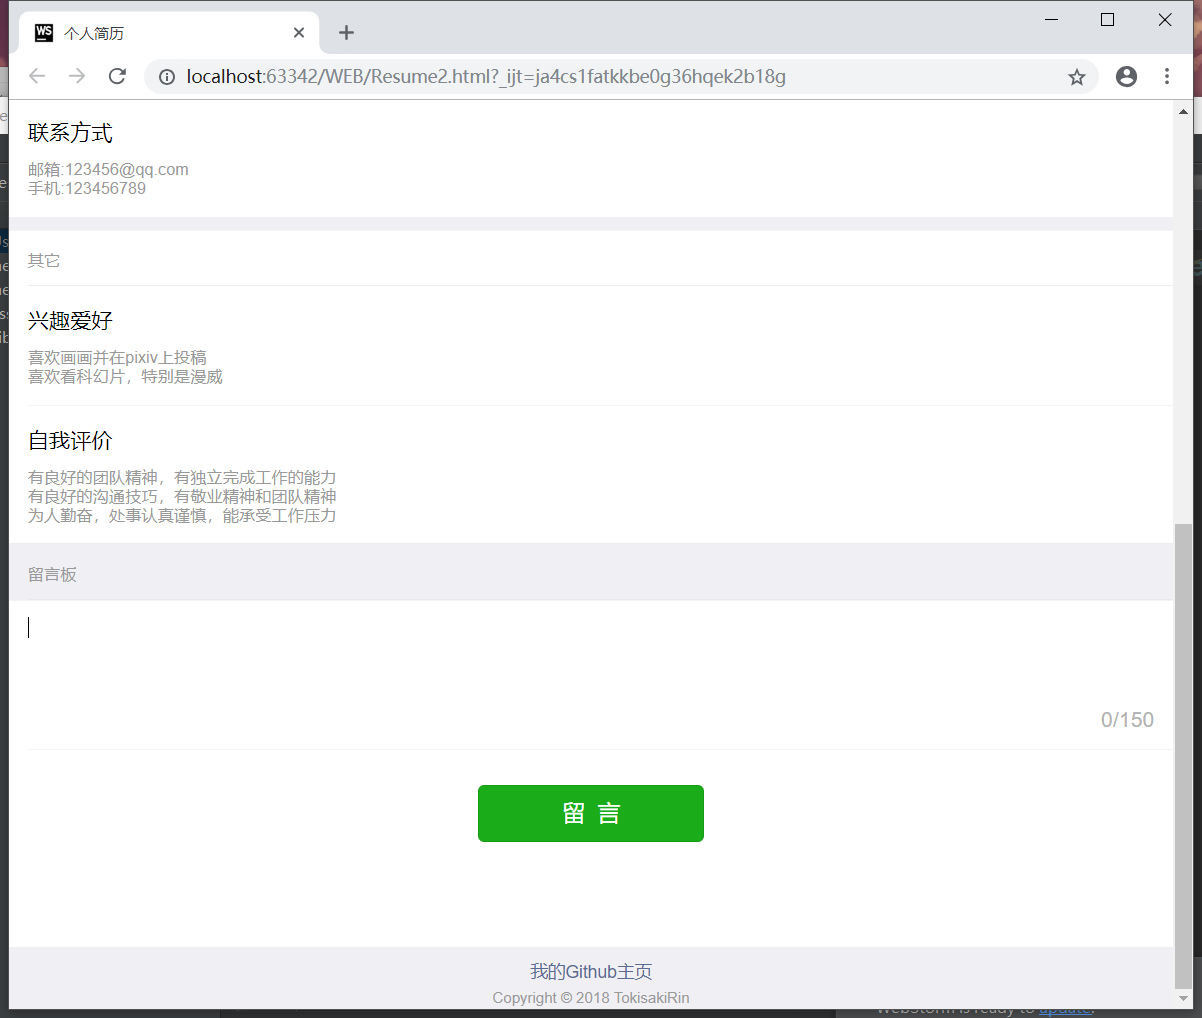 WS
个人简历
localhost:63342/WEB/Resume2.html?_ijt=ja4cs1fatkkbe0g36hqek2b18g
联系方式
邮箱:123456@qq.com
手机:123456789
其它
兴趣爱好
喜欢画画并在pixiv上投稿
喜欢看科幻片，特别是漫威
自我评价
有良好的团队精神，有独立完成工作的能力
有良好的沟通技巧，有敬业精神和团队精神
为人勤奋，处事认真谨慎，能承受工作压力
留言板
0/150
留 言
我的Github主页
Copyright © 2018 TokisakiRin
WebStorm is ready to update.